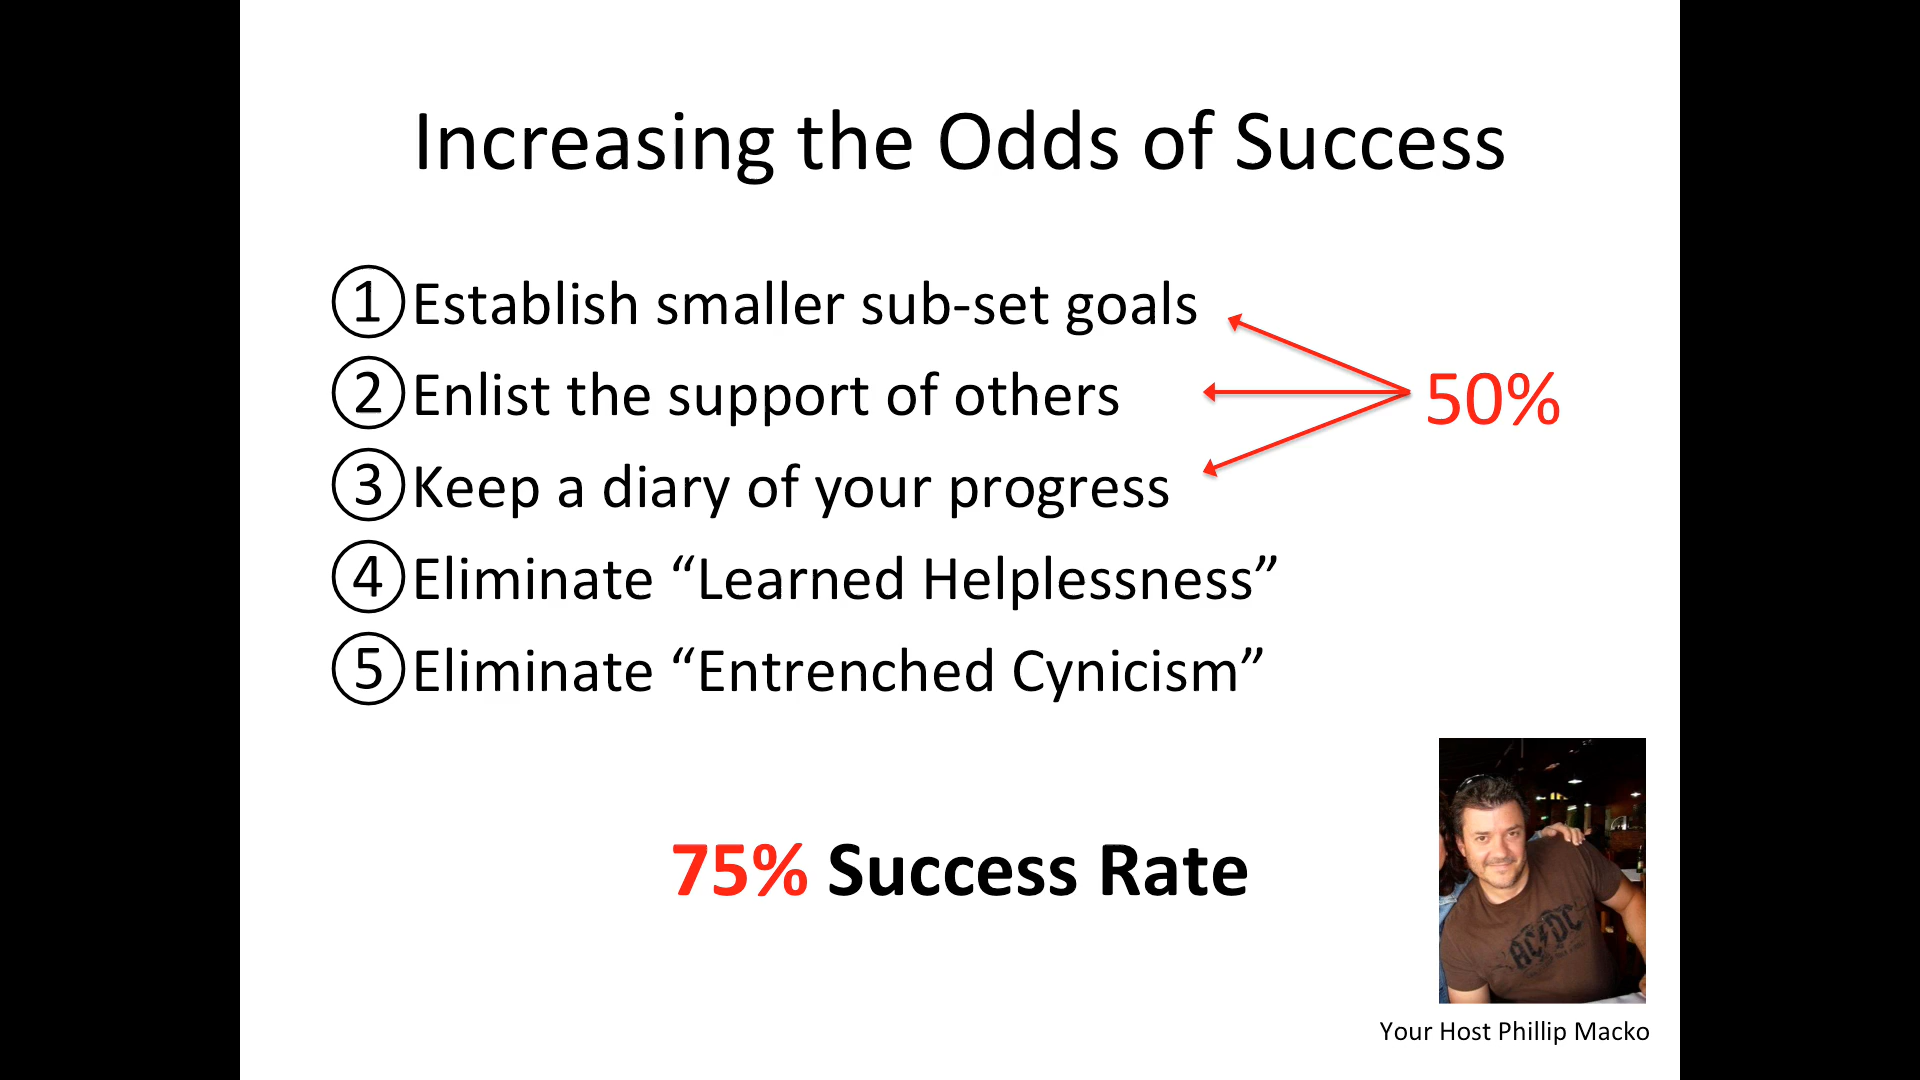 Increasing the Odds of Success
① Establish smaller sub-set goals
② Enlist the support of others
50%
③ Keep a diary of your progress
④ Eliminate “Learned Helplessness”
⑤ Eliminate “Entrenched Cynicism”
75% Success Rate
AC/DC
Your Host Phillip Macko